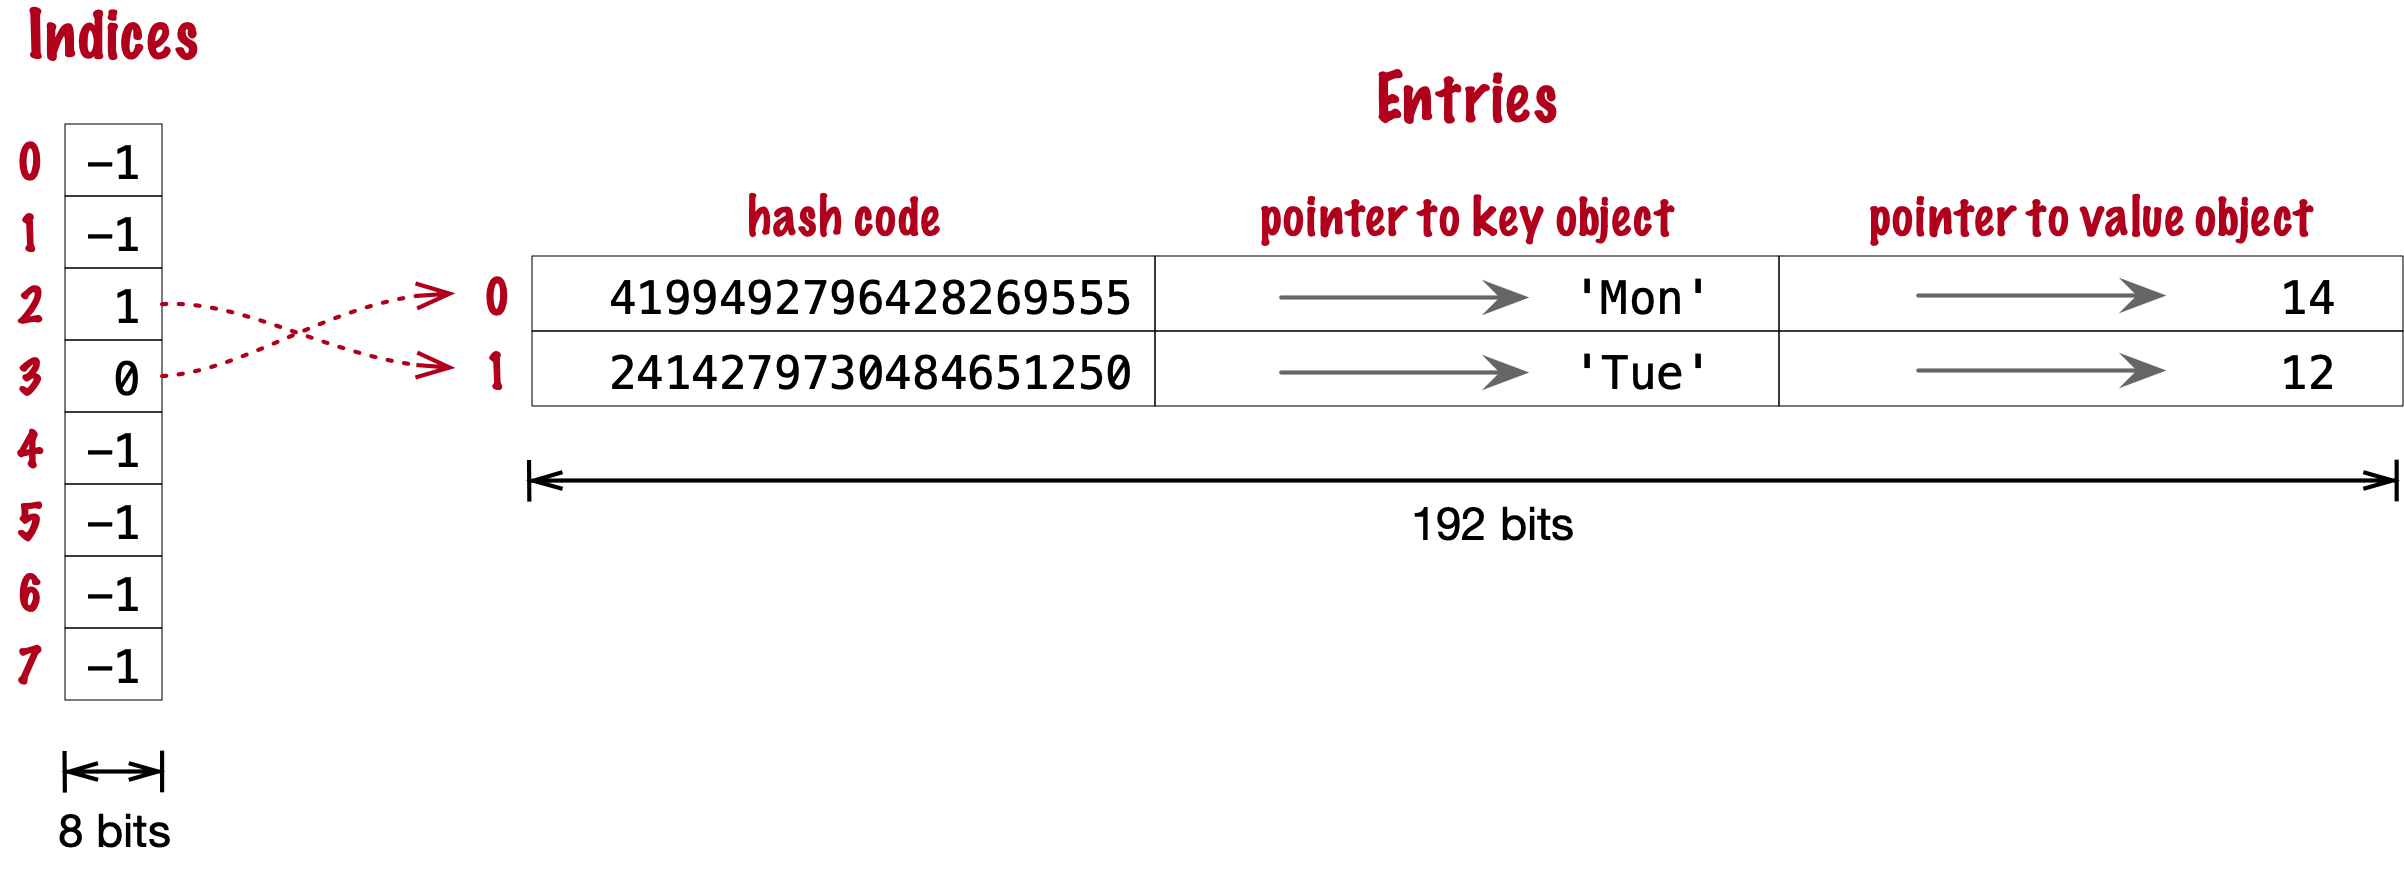 Indices
Entries
hash code pointer to key object pointer to value object
0 -1
1 -1
2 1
3 0
4 -1
5 -1
6 -1
7 -1
0 4199492796428269555 'Mon' 14
1 2414279730484651250 'Tue' 12
192 bits
8 bits